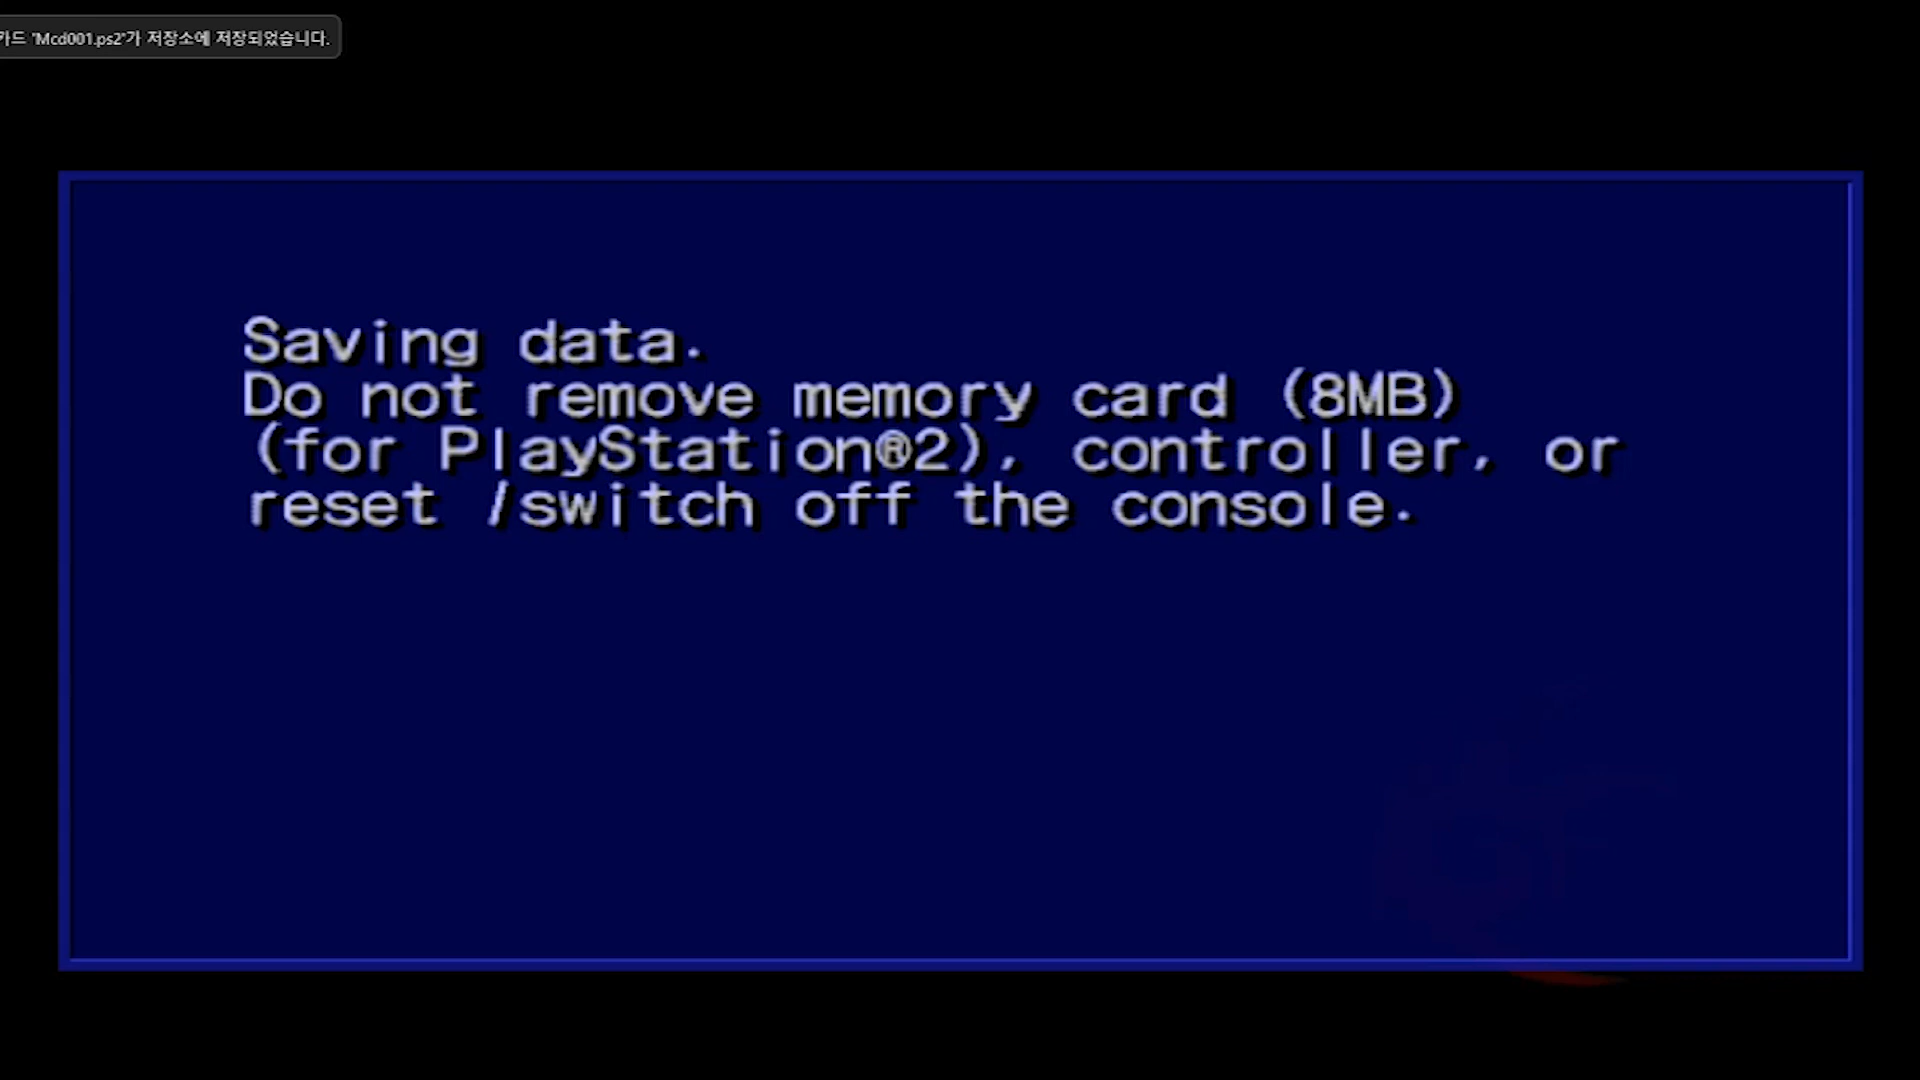 카드 'Mcd001.ps2'가 저장소에 저장되었습니다.
Saving data.
Do not remove memory card (8MB)
(for PlayStation®2), controller, or
reset /switch off the console.